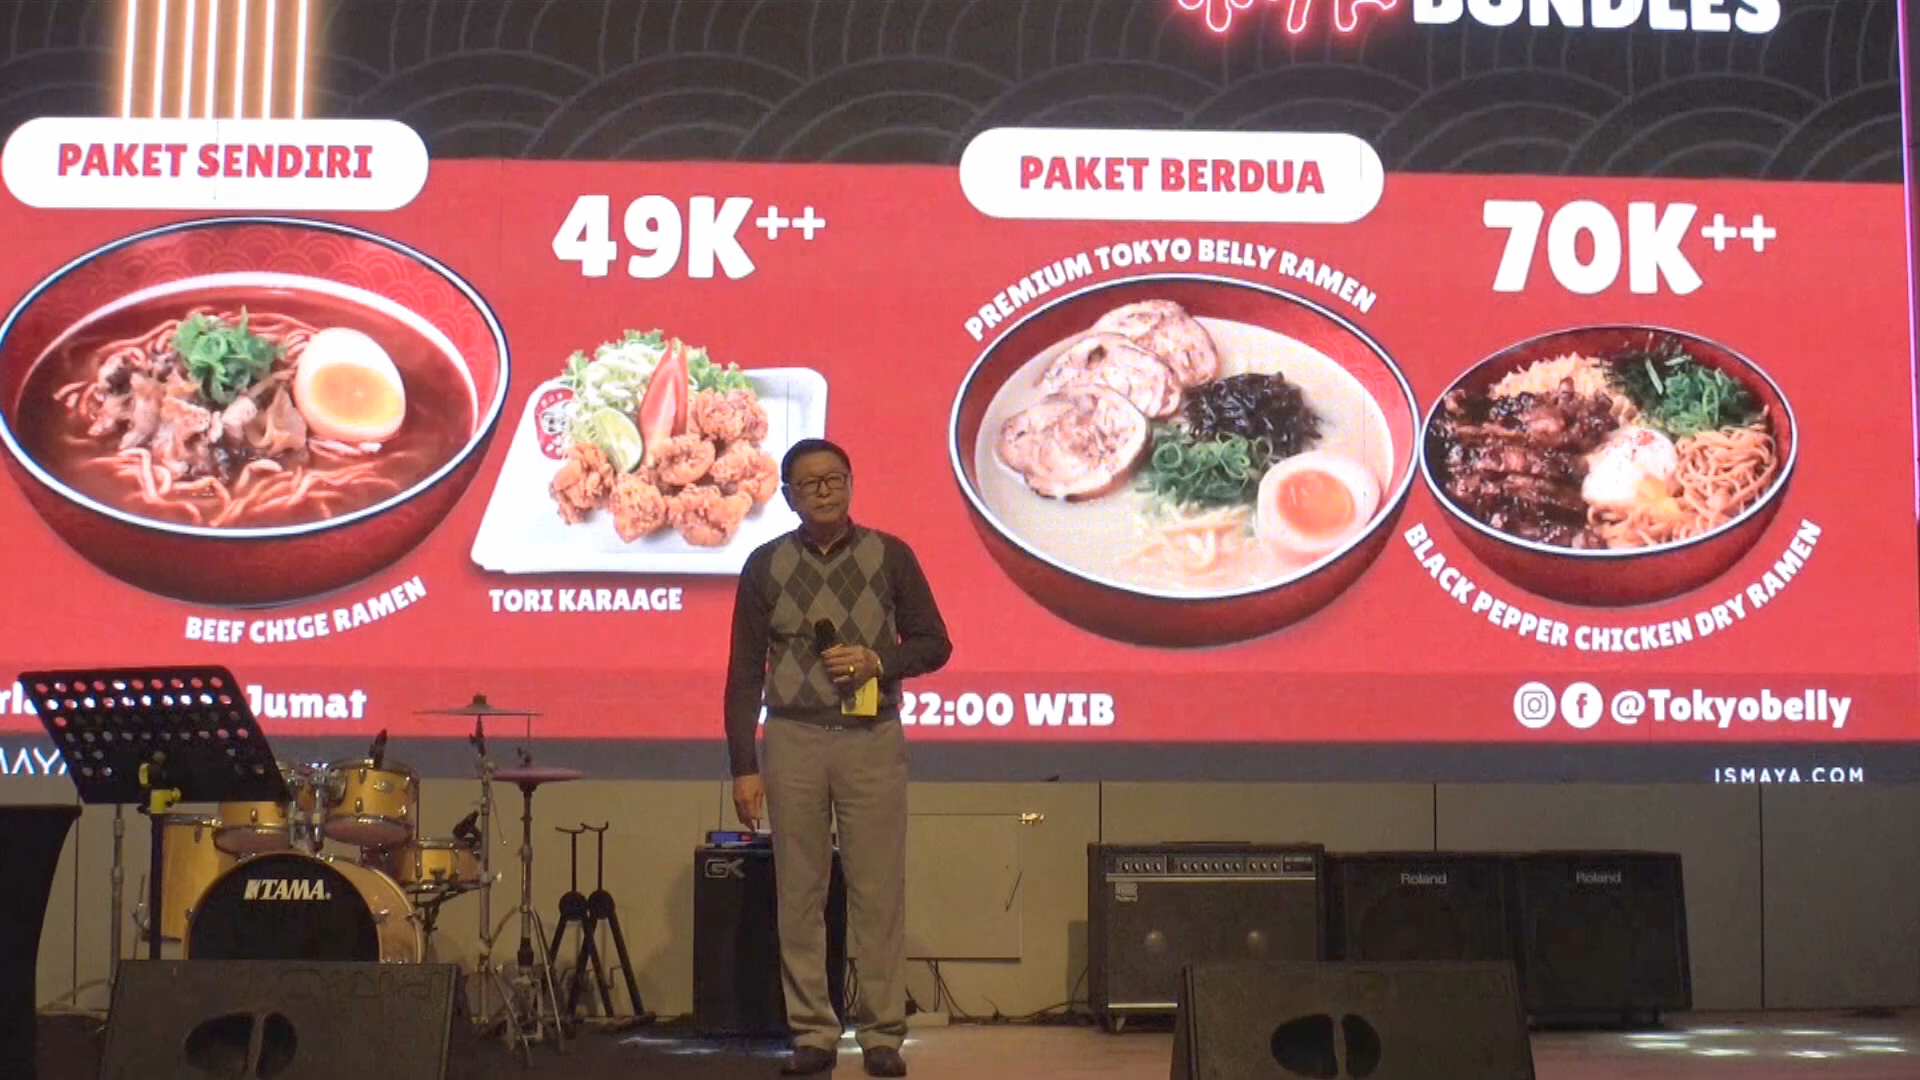 BUNDLES
PAKET SENDIRI
49K++
BEEF CHIGE RAMEN
TORI KARAAGE
PAKET BERDUA
70K++
PREMIUM TOKYO BELLY RAMEN
BLACK PEPPER CHICKEN DRY RAMEN
Jumat
22:00 WIB
@Tokyobelly
ISMAYA.COM
TAMA
GK
Roland
Roland
Roland